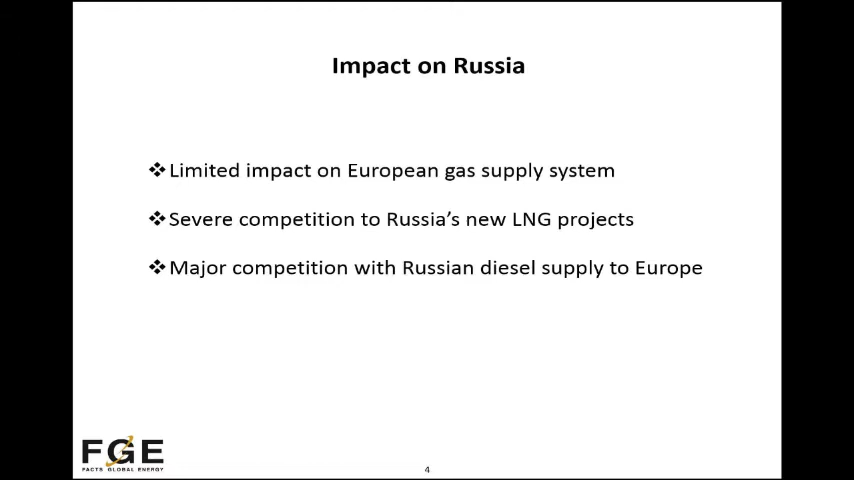 Impact on Russia
❖Limited impact on European gas supply system
❖Severe competition to Russia’s new LNG projects
❖Major competition with Russian diesel supply to Europe
FGE
FACTS GLOBAL ENERGY
4